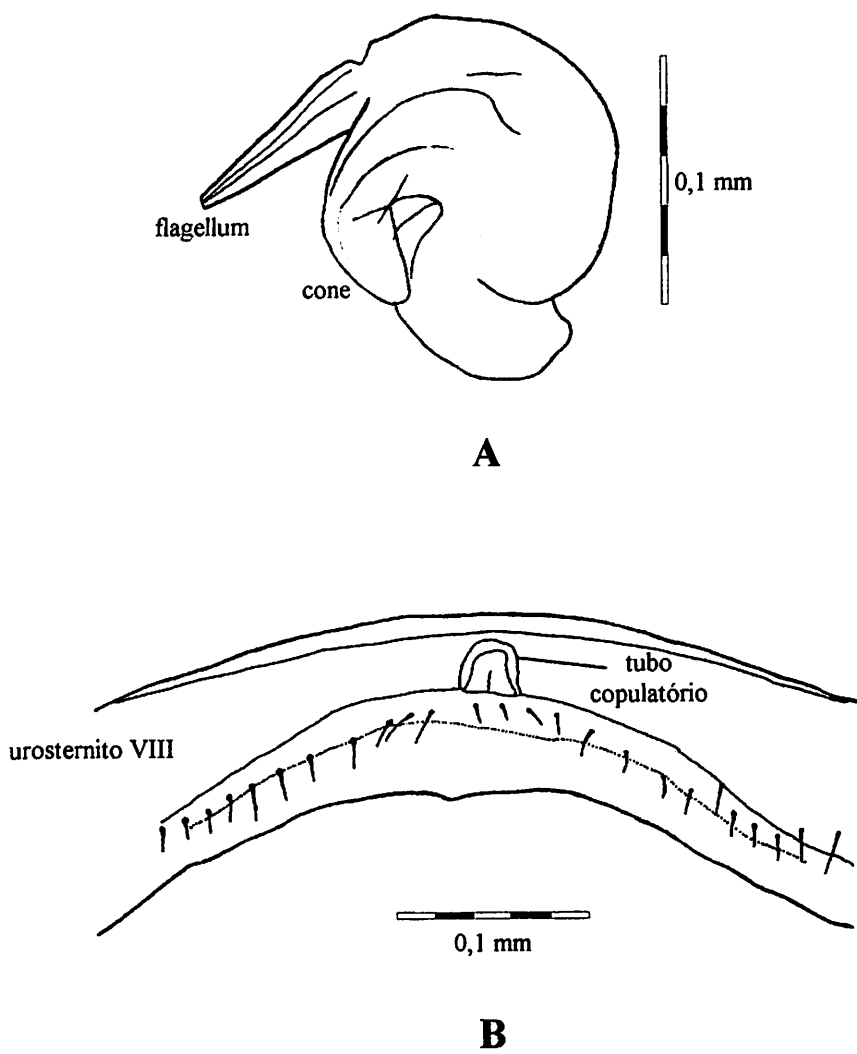 0,1 mm
flagellum
cone
A
tubo
copulatório
urosternito VIII
0,1 mm
B